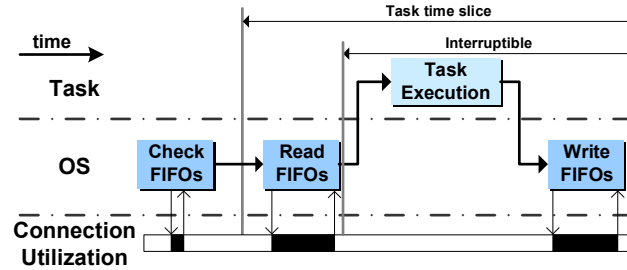 Task time slice
time
Interruptible
Task
Task
Execution
OS
Check
FIFOs
Read
FIFOs
Write
FIFOs
Connection
Utilization